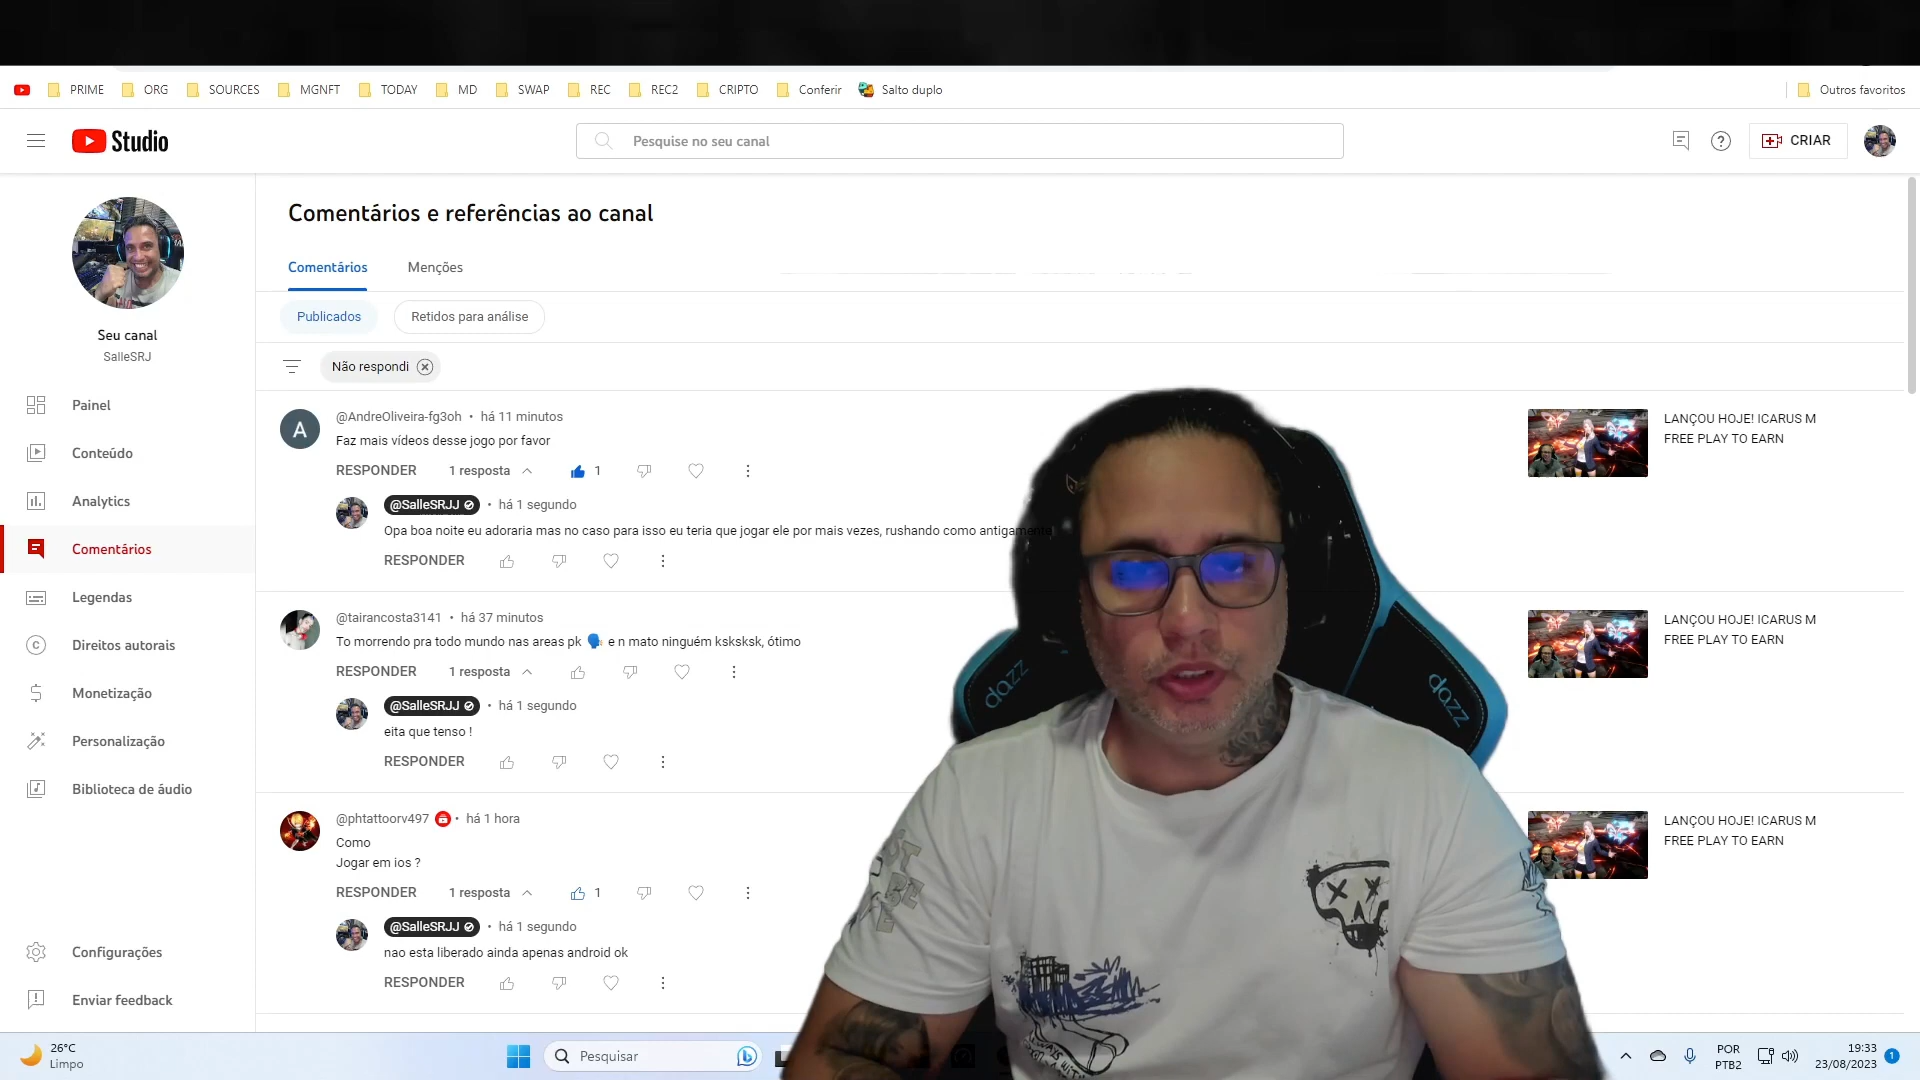 PRIME
ORG
SOURCES
MGNFT
TODAY
MD
SWAP
REC
REC2
CRIPTO
Conferir
Salto duplo
Outros favoritos
Studio
Pesquise no seu canal
CRIAR
Seu canal
SalleSRJ
Painel
Conteúdo
Analytics
Comentários
Legendas
Direitos autorais
Monetização
Personalização
Biblioteca de áudio
Configurações
Enviar feedback
Comentários e referências ao canal
Comentários
Menções
Publicados
Retidos para análise
Não respondi
A
@AndreOliveira-fg3oh • há 11 minutos
Faz mais vídeos desse jogo por favor
RESPONDER 1 resposta 1
@SalleSRJJ • há 1 segundo
Opa boa noite eu adoraria mas no caso para isso eu teria que jogar ele por mais vezes, rushando como antigamente
RESPONDER
LANÇOU HOJE! ICARUS M
FREE PLAY TO EARN
@tairancosta3141 • há 37 minutos
To morrendo pra todo mundo nas areas pk 🗣️ e n mato ninguém ksksksk, ótimo
RESPONDER 1 resposta
@SalleSRJJ • há 1 segundo
eita que tenso !
RESPONDER
LANÇOU HOJE! ICARUS M
FREE PLAY TO EARN
@phtattoorv497 • há 1 hora
Como
Jogar em ios ?
RESPONDER 1 resposta 1
@SalleSRJJ • há 1 segundo
nao esta liberado ainda apenas android ok
RESPONDER
LANÇOU HOJE! ICARUS M
FREE PLAY TO EARN
dazz
dazz
26°C
Limpo
Pesquisar
POR
PTB2
19:33
23/08/2023
1